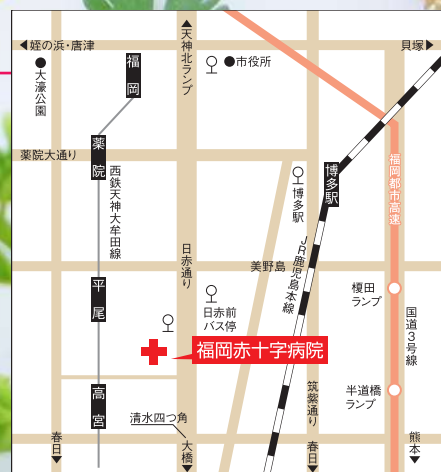 姪の浜・唐津
天神北ランプ
貝塚
大濠公園
福岡
市役所
薬院大通り
薬院
西鉄天神大牟田線
博多駅
博多駅
福岡都市高速
日赤通り
美野島
JR鹿児島本線
平尾
日赤前
バス停
榎田
ランプ
国道3号線
福岡赤十字病院
高宮
筑紫通り
半道橋
ランプ
清水四つ角
春日
大橋
春日
熊本